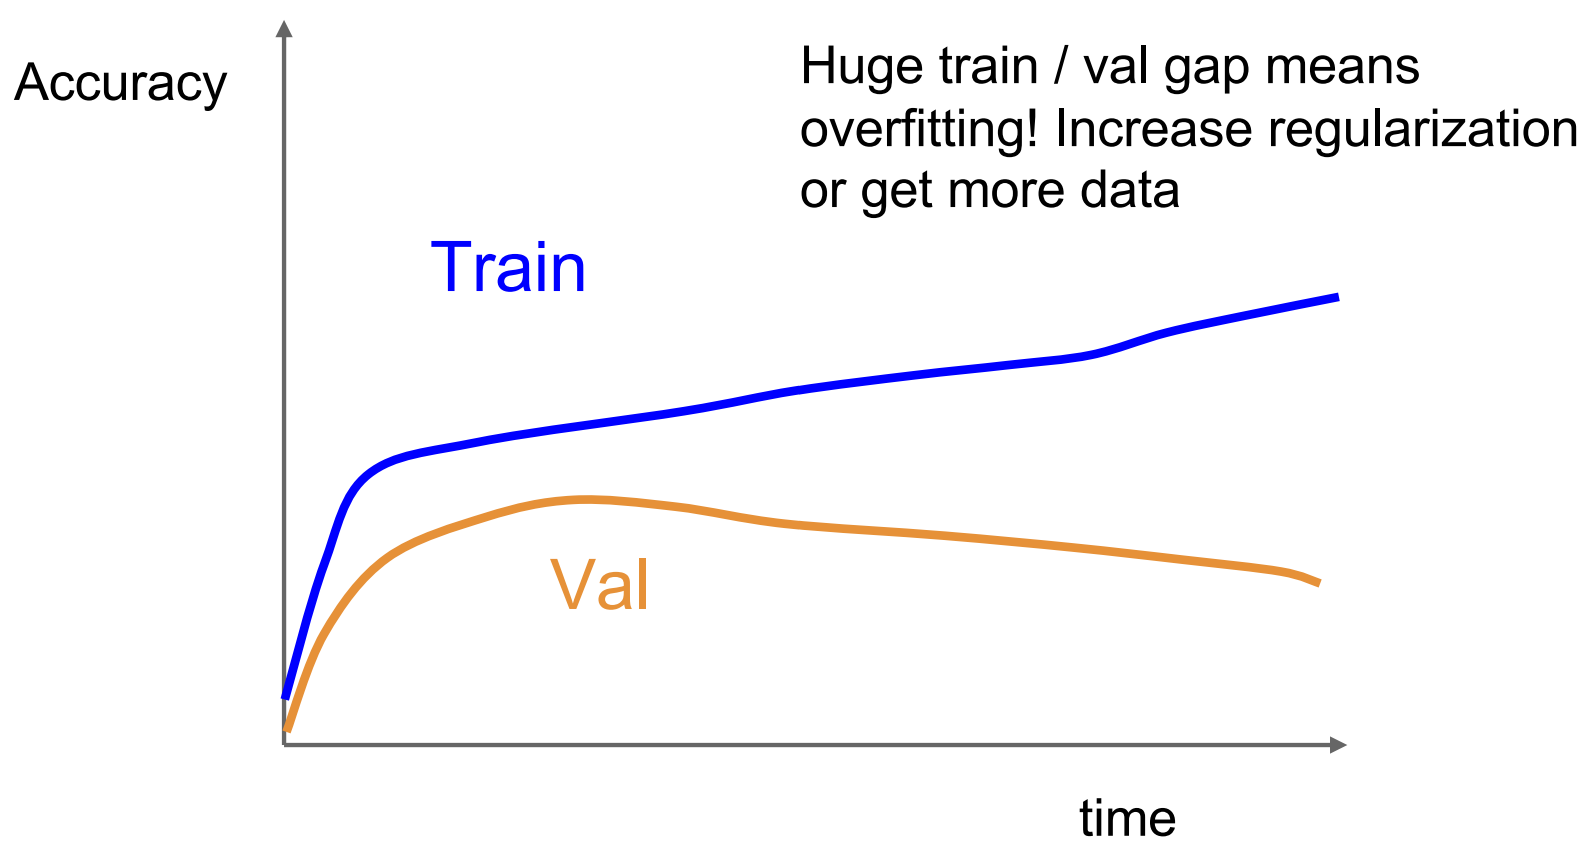 Accuracy
Huge train / val gap means
overfitting! Increase regularization
or get more data
Train
Val
time